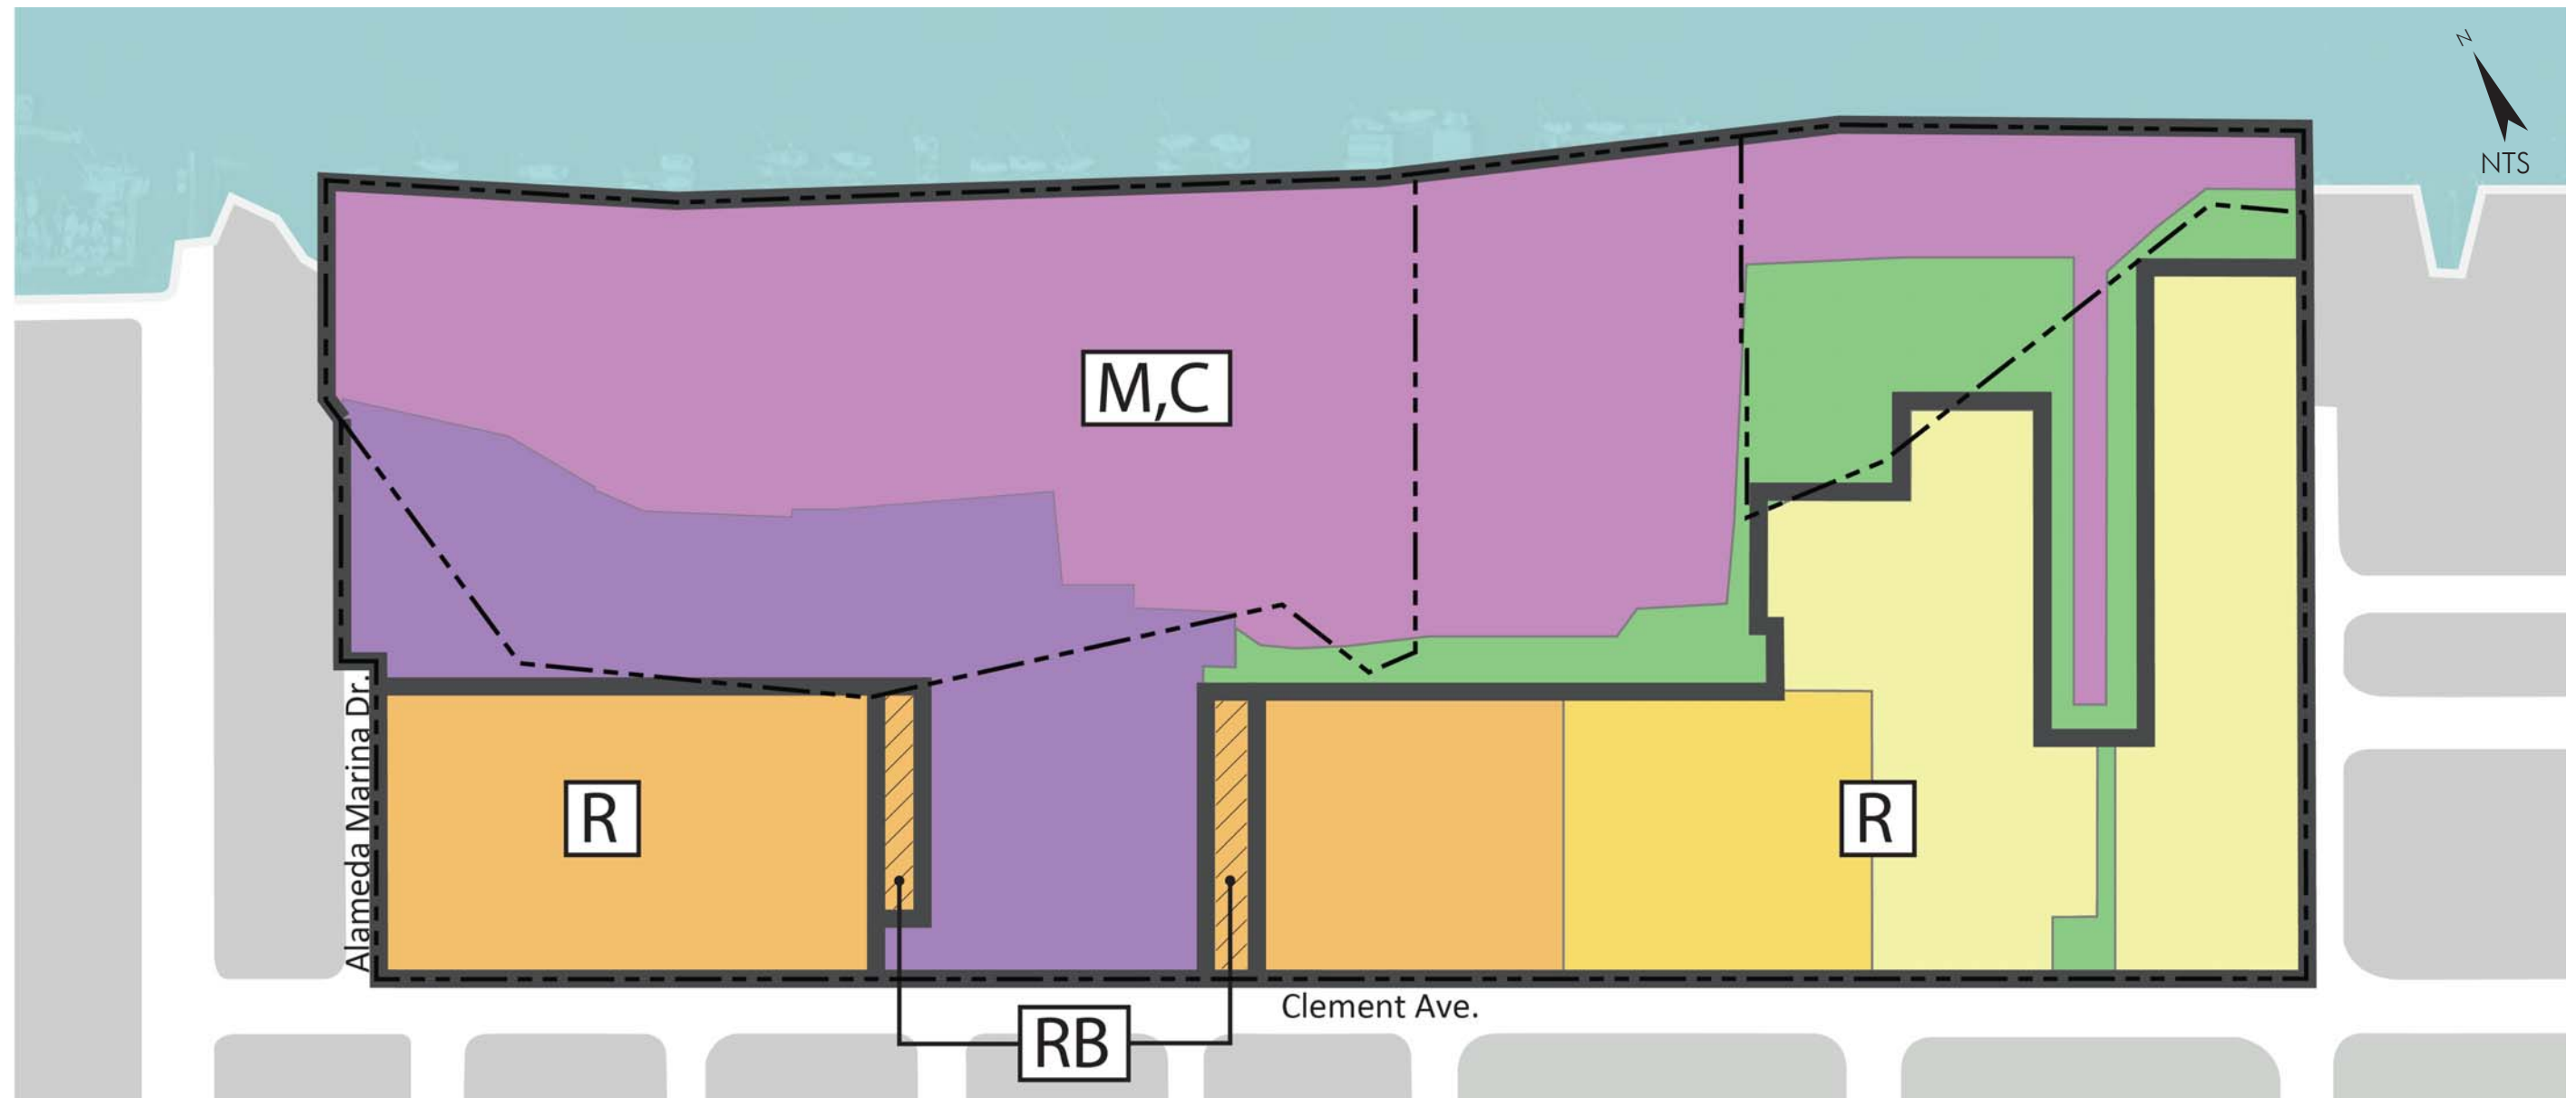 N
NTS
M,C
Alameda Marina Dr.
R
R
Clement Ave.
RB